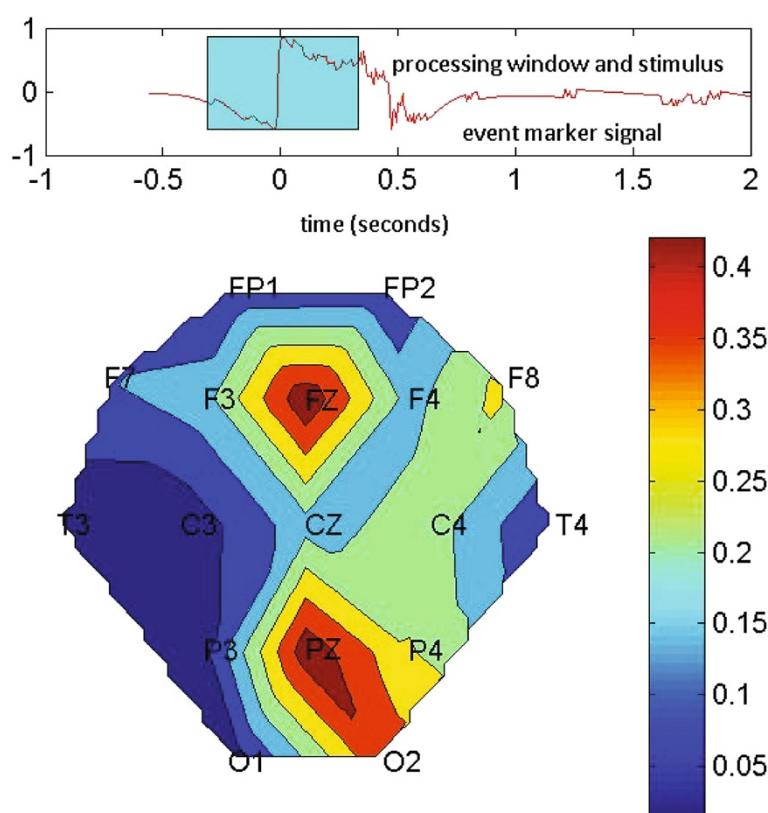 1
0
-1
processing window and stimulus
event marker signal
-1 -0.5 0 0.5 1 1.5 2
time (seconds)
FP1 FP2
F7 F3 FZ F4 F8
T3 C3 CZ C4 T4
P3 PZ P4
O1 O2
0.4
0.35
0.3
0.25
0.2
0.15
0.1
0.05